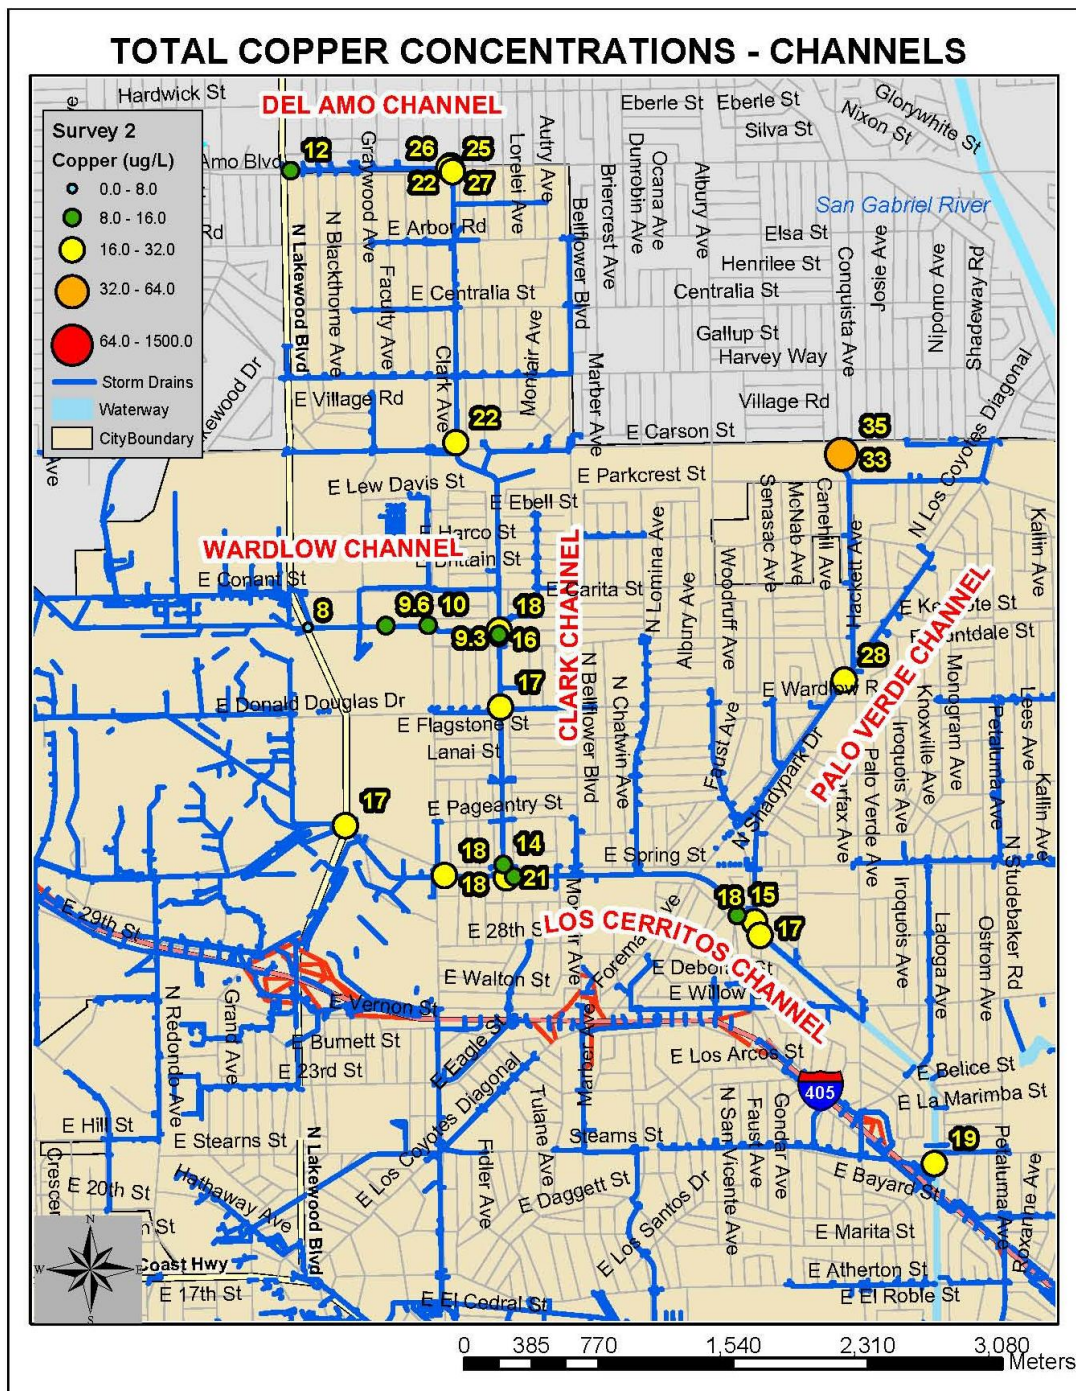 TOTAL COPPER CONCENTRATIONS - CHANNELS
Hardwick St
DEL AMO CHANNEL
Eberle St
Eberle St
Glorywhite St
Nixon St
Silva St
Survey 2
Copper (ug/L)
0.0 - 8.0
8.0 - 16.0
16.0 - 32.0
32.0 - 64.0
64.0 - 1500.0
Storm Drains
Waterway
CityBoundary
Amo Blvd
12
26
25
22
27
Graywood Ave
Lorelei Ave
Autry Ave
Dunrobin Ave
Ocana Ave
Albury Ave
Briercrest Ave
Bellflower Blvd
San Gabriel River
Rd
E Arbor Rd
N Lakewood Blvd
N Blackthorne Ave
Faculty Ave
Elsa St
Henrilee St
Conquista Ave
Josie Ave
Nipomo Ave
Shadeway Rd
E Centralia St
Centralia St
Gallup St
Harvey Way
Clark Ave
Marber Ave
E Village Rd
Village Rd
22
E Carson St
35
33
N Los Coyotes Diagonal
Ave
E Lew Davis St
E Parkcrest St
E Ebell St
Senasac Ave
McNab Ave
Canehill Ave
Hackett Ave
Kallin Ave
E Harco St
WARDLOW CHANNEL
E Conant St
CLARK CHANNEL
Albury Ave
Woodruff Ave
8
9.6
10
18
9.3
16
PALO VERDE CHANNEL
28
17
E Donald Douglas Dr
E Flagstone St
Lanai St
N Bellflower Blvd
N Chatwin Ave
Faust Ave
N Shadypark Dr
Palo Verde Ave
Iroquois Ave
Knoxville Ave
Monogram Ave
Petaluma Ave
Lees Ave
Kallin Ave
17
E Pageantry St
18
14
E Spring St
18
21
18
15
17
N Studebaker Rd
Iroquois Ave
Ladoga Ave
Ostrom Ave
E 29th St
LOS CERRITOS CHANNEL
E Walton St
E Willow
N Redondo Ave
Grand Ave
E Vernon St
E Burnett St
E 23rd St
E Eagle St
E Los Coyotes Diagonal
Marber Ave
E Los Arcos St
405
E Belice St
E La Marimba St
E Hill St
E Stearns St
N Lakewood Blvd
Fidler Ave
Tulane Ave
Stearns St
N San Vicente Ave
Faust Ave
Gondar Ave
19
E Bayard St
Petaluma Ave
Roxanne Ave
Crescen
E 20th St
Hathaway Ave
E Daggett St
E Los Santos Dr
E Marita St
N
W
E
S
n St
Coast Hwy
E 17th St
E Atherton St
E El Cedral St
E El Roble St
0 385 770 1,540 2,310 3,080
Meters